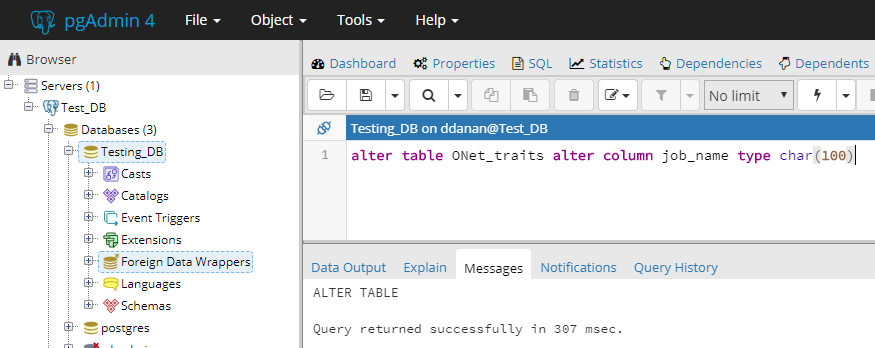 pgAdmin 4 File Object Tools Help
Browser
Servers (1)
Test_DB
Databases (3)
Testing_DB
Casts
Catalogs
Event Triggers
Extensions
Foreign Data Wrappers
Languages
Schemas
postgres
Dashboard Properties SQL Statistics Dependencies Dependents
No limit
Testing_DB on ddanan@Test_DB
1 alter table ONet_traits alter column job_name type char(100)
Data Output Explain Messages Notifications Query History
ALTER TABLE
Query returned successfully in 307 msec.